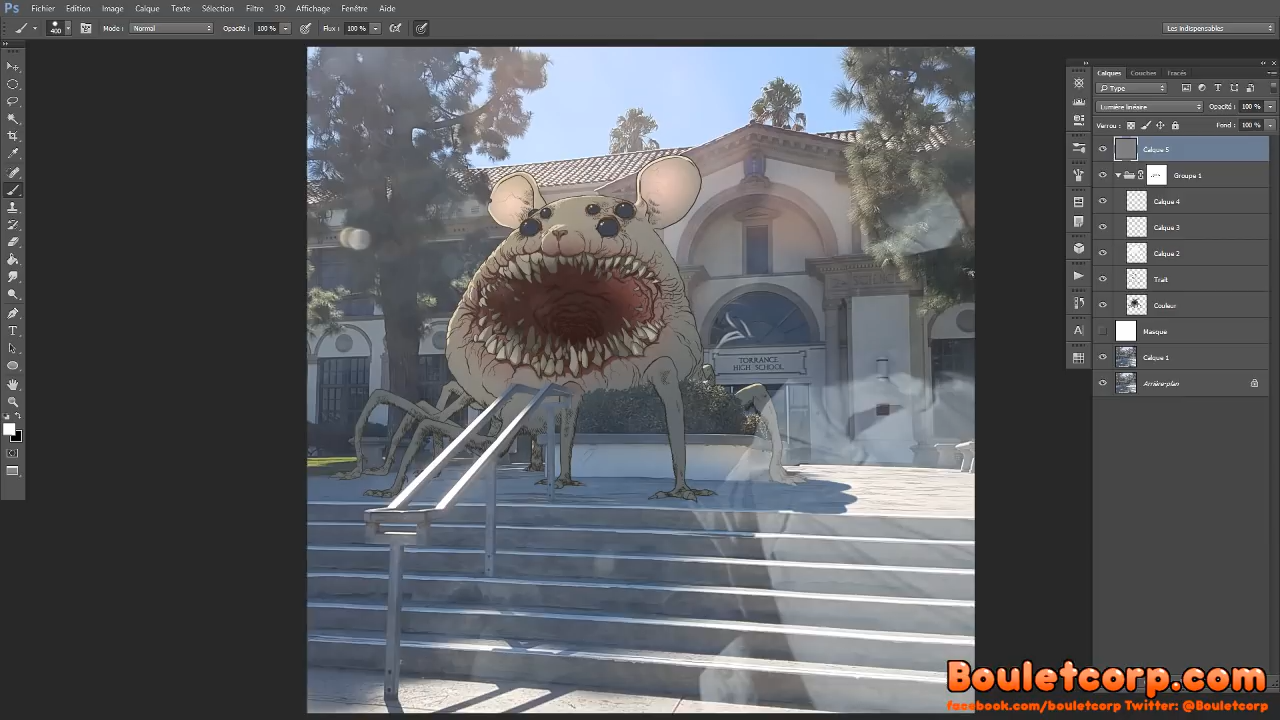 Ps Fichier Edition Image Calque Texte Sélection Filtre 3D Affichage Fenêtre Aide
400 Mode : Normal Opacité : 100 % Flux : 100 % Les indispensables
Calques Couches Tracés
Type
Lumière linéaire Opacité : 100 %
Verrou : Fond : 100 %
Calque 5
Groupe 1
Calque 4
Calque 3
Calque 2
Trait
Couleur
Masque
Calque 1
Arrière-plan
TORRANCE
HIGH SCHOOL
Bouletcorp.com
facebook.com/bouletcorp Twitter: @Bouletcorp